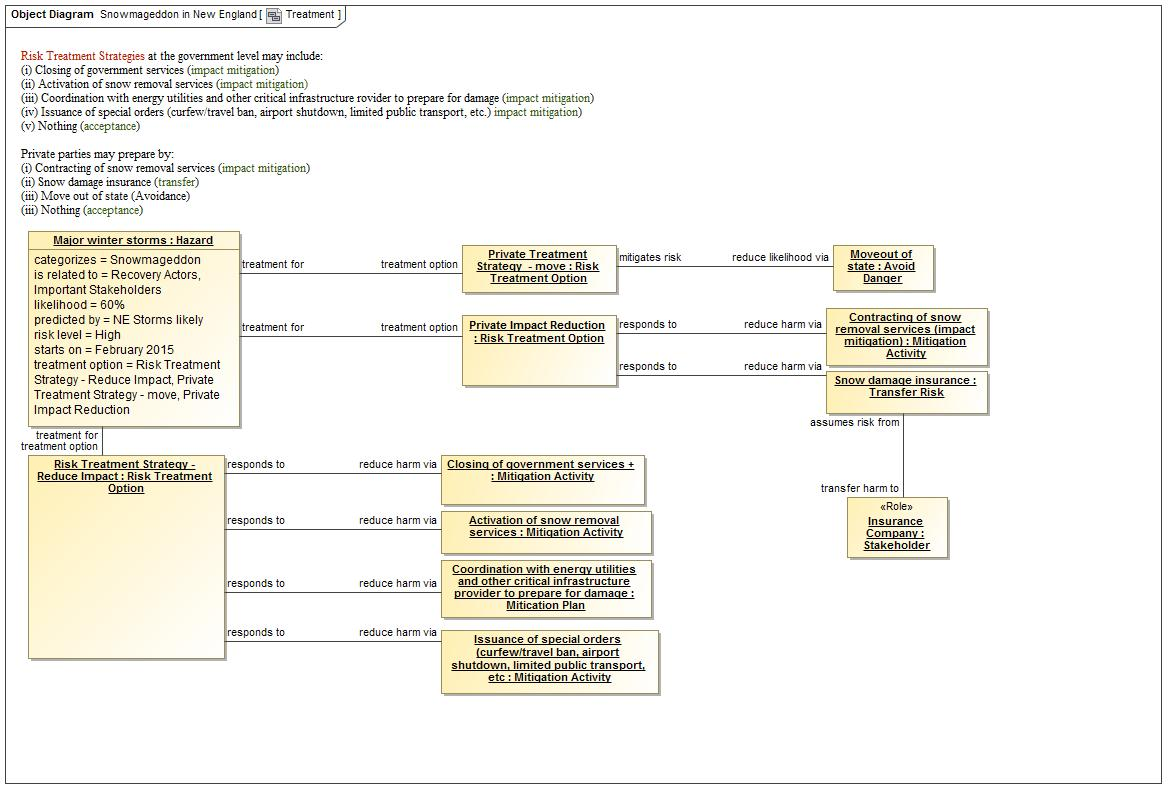 Object Diagram Snowmageddon in New England [ Treatment ]
Risk Treatment Strategies at the government level may include:
(i) Closing of government services (impact mitigation)
(ii) Activation of snow removal services (impact mitigation)
(iii) Coordination with energy utilities and other critical infrastructure rovider to prepare for damage (impact mitigation)
(iv) Issuance of special orders (curfew/travel ban, airport shutdown, limited public transport, etc.) impact mitigation)
(v) Nothing (acceptance)
Private parties may prepare by:
(i) Contracting of snow removal services (impact mitigation)
(ii) Snow damage insurance (transfer)
(iii) Move out of state (Avoidance)
(iii) Nothing (acceptance)
Major winter storms : Hazard
categorizes = Snowmageddon
is related to = Recovery Actors,
Important Stakeholders
likelihood = 60%
predicted by = NE Storms likely
risk level = High
starts on = February 2015
treatment option = Risk Treatment
Strategy - Reduce Impact, Private
Treatment Strategy - move, Private
Impact Reduction
treatment for
treatment option
Private Treatment
Strategy - move : Risk
Treatment Option
mitigates risk
reduce likelihood via
Moveout of
state : Avoid
Danger
treatment for
treatment option
Private Impact Reduction
: Risk Treatment Option
responds to
reduce harm via
Contracting of snow
removal services (impact
mitigation) : Mitigation
Activity
responds to
reduce harm via
Snow damage insurance :
Transfer Risk
assumes risk from
transfer harm to
«Role»
Insurance
Company :
Stakeholder
treatment for
treatment option
Risk Treatment Strategy -
Reduce Impact : Risk Treatment
Option
responds to
reduce harm via
Closing of government services +
: Mitigation Activity
responds to
reduce harm via
Activation of snow removal
services : Mitigation Activity
responds to
reduce harm via
Coordination with energy utilities
and other critical infrastructure
provider to prepare for damage :
Mitication Plan
responds to
reduce harm via
Issuance of special orders
(curfew/travel ban, airport
shutdown, limited public transport,
etc : Mitigation Activity